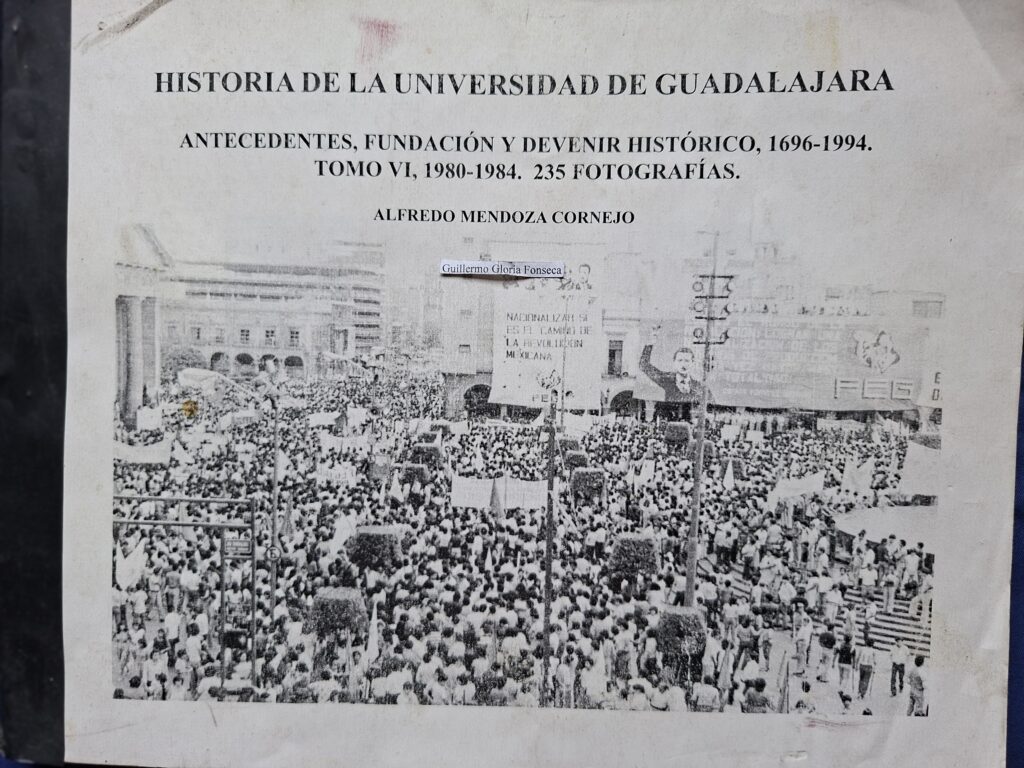 HISTORIA DE LA UNIVERSIDAD DE GUADALAJARA
ANTECEDENTES, FUNDACIÓN Y DEVENIR HISTÓRICO, 1696-1994.
TOMO VI, 1980-1984. 235 FOTOGRAFÍAS.
ALFREDO MENDOZA CORNEJO
Guillermo Gloria Fonseca
NACIONALIZAR SI
ES EL CAMINO DE
LA REVOLUCION
MEXICANA
FEG
E